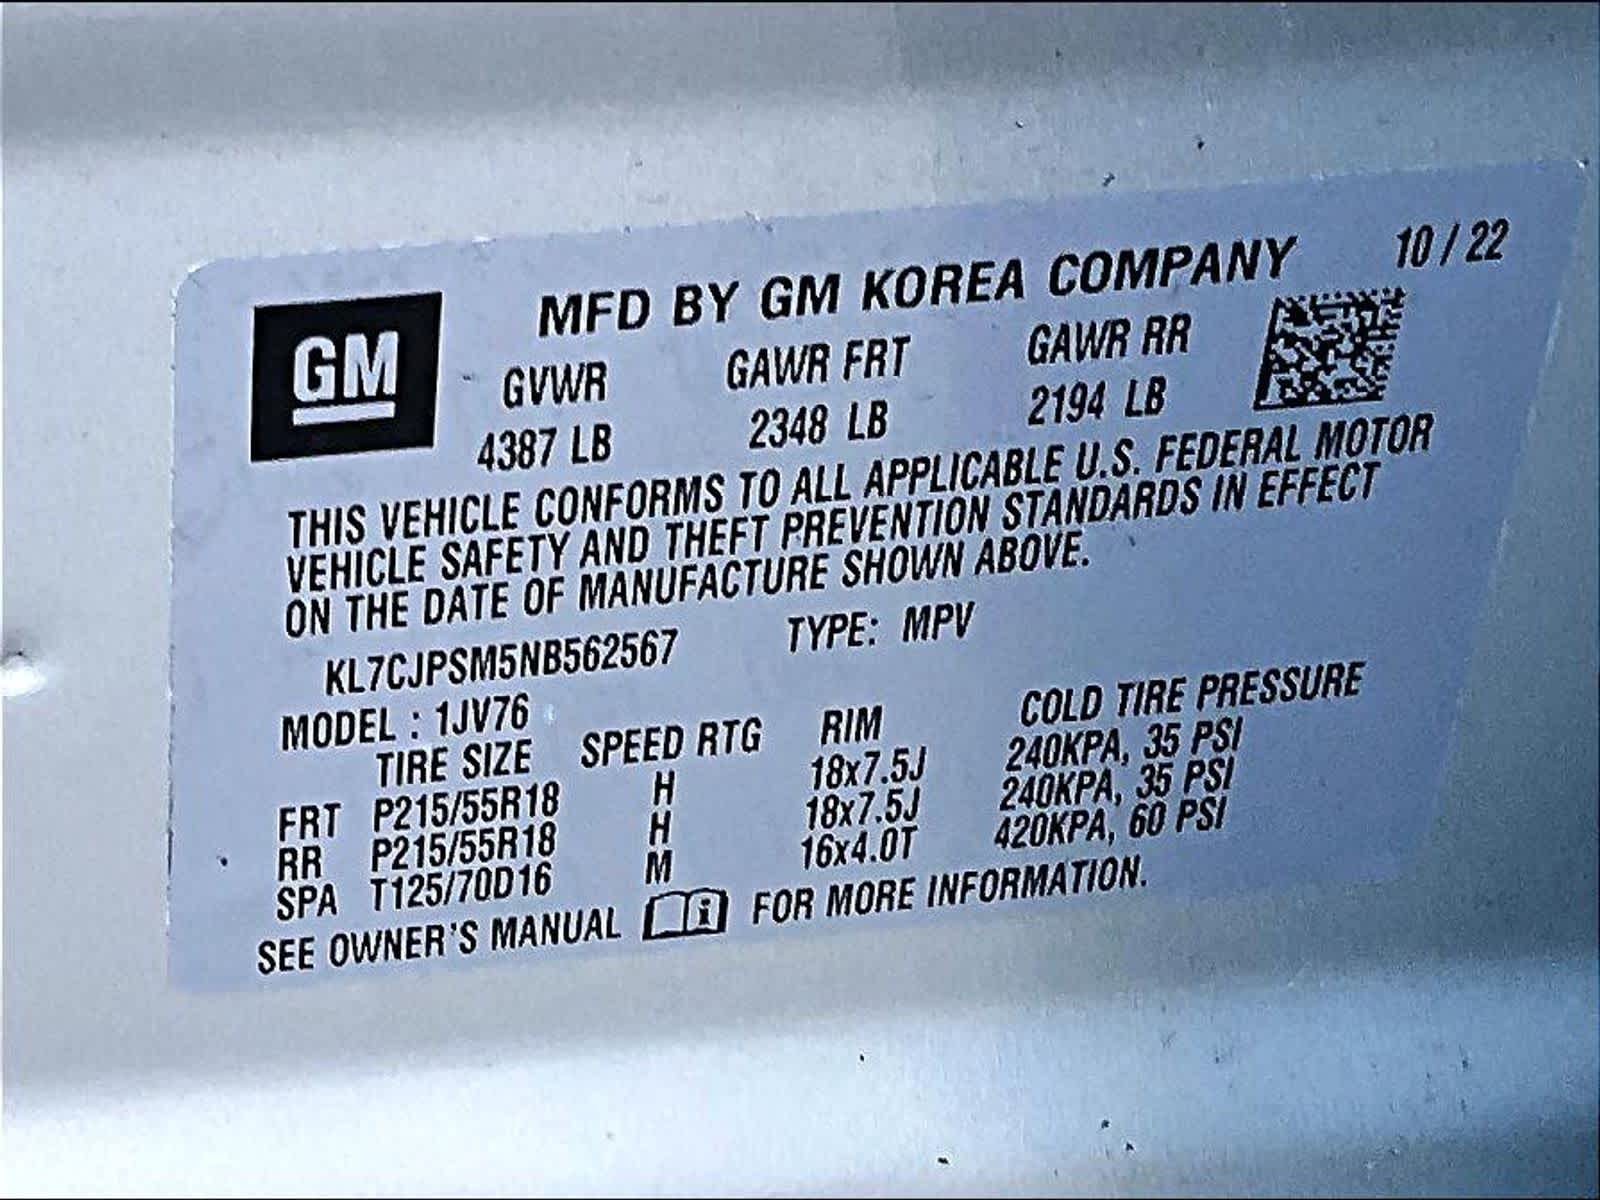 MFD BY GM KOREA COMPANY 10 / 22
GM
GVWR GAWR FRT GAWR RR
4387 LB 2348 LB 2194 LB
THIS VEHICLE CONFORMS TO ALL APPLICABLE U.S. FEDERAL MOTOR
VEHICLE SAFETY AND THEFT PREVENTION STANDARDS IN EFFECT
ON THE DATE OF MANUFACTURE SHOWN ABOVE.
KL7CJPSM5NB562567 TYPE: MPV
MODEL : 1JV76
TIRE SIZE SPEED RTG RIM COLD TIRE PRESSURE
FRT P215/55R18 H 18x7.5J 240KPA, 35 PSI
RR P215/55R18 H 18x7.5J 240KPA, 35 PSI
SPA T125/70D16 M 16x4.0T 420KPA, 60 PSI
SEE OWNER'S MANUAL i FOR MORE INFORMATION.